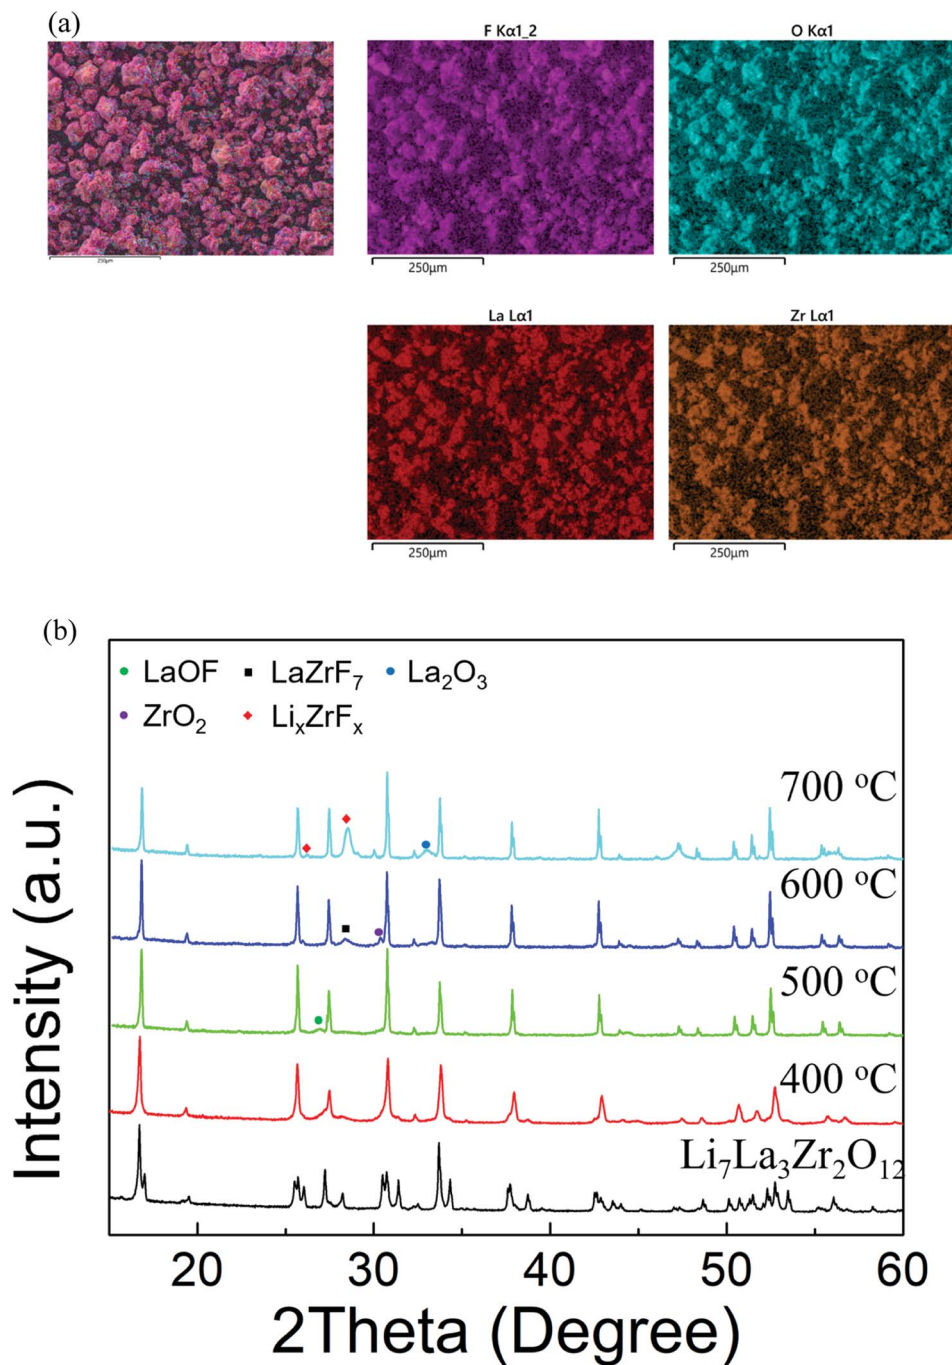 (a)
F Kα1_2
O Kα1
250μm
250μm
250μm
La Lα1
Zr Lα1
250μm
250μm
(b)
LaOF LaZrF₇ La₂O₃
ZrO₂ LiₓZrFₓ
700 ºC
600 ºC
500 ºC
400 ºC
Li₇La₃Zr₂O₁₂
Intensity (a.u.)
20 30 40 50 60
2Theta (Degree)